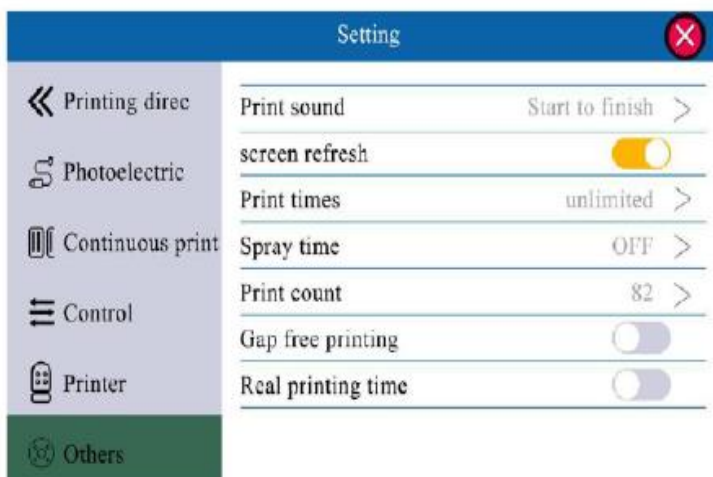 Setting
Printing direc
Photoelectric
Continuous print
Control
Printer
Others
Print sound Start to finish >
screen refresh
Print times unlimited >
Spray time OFF >
Print count 82 >
Gap free printing
Real printing time